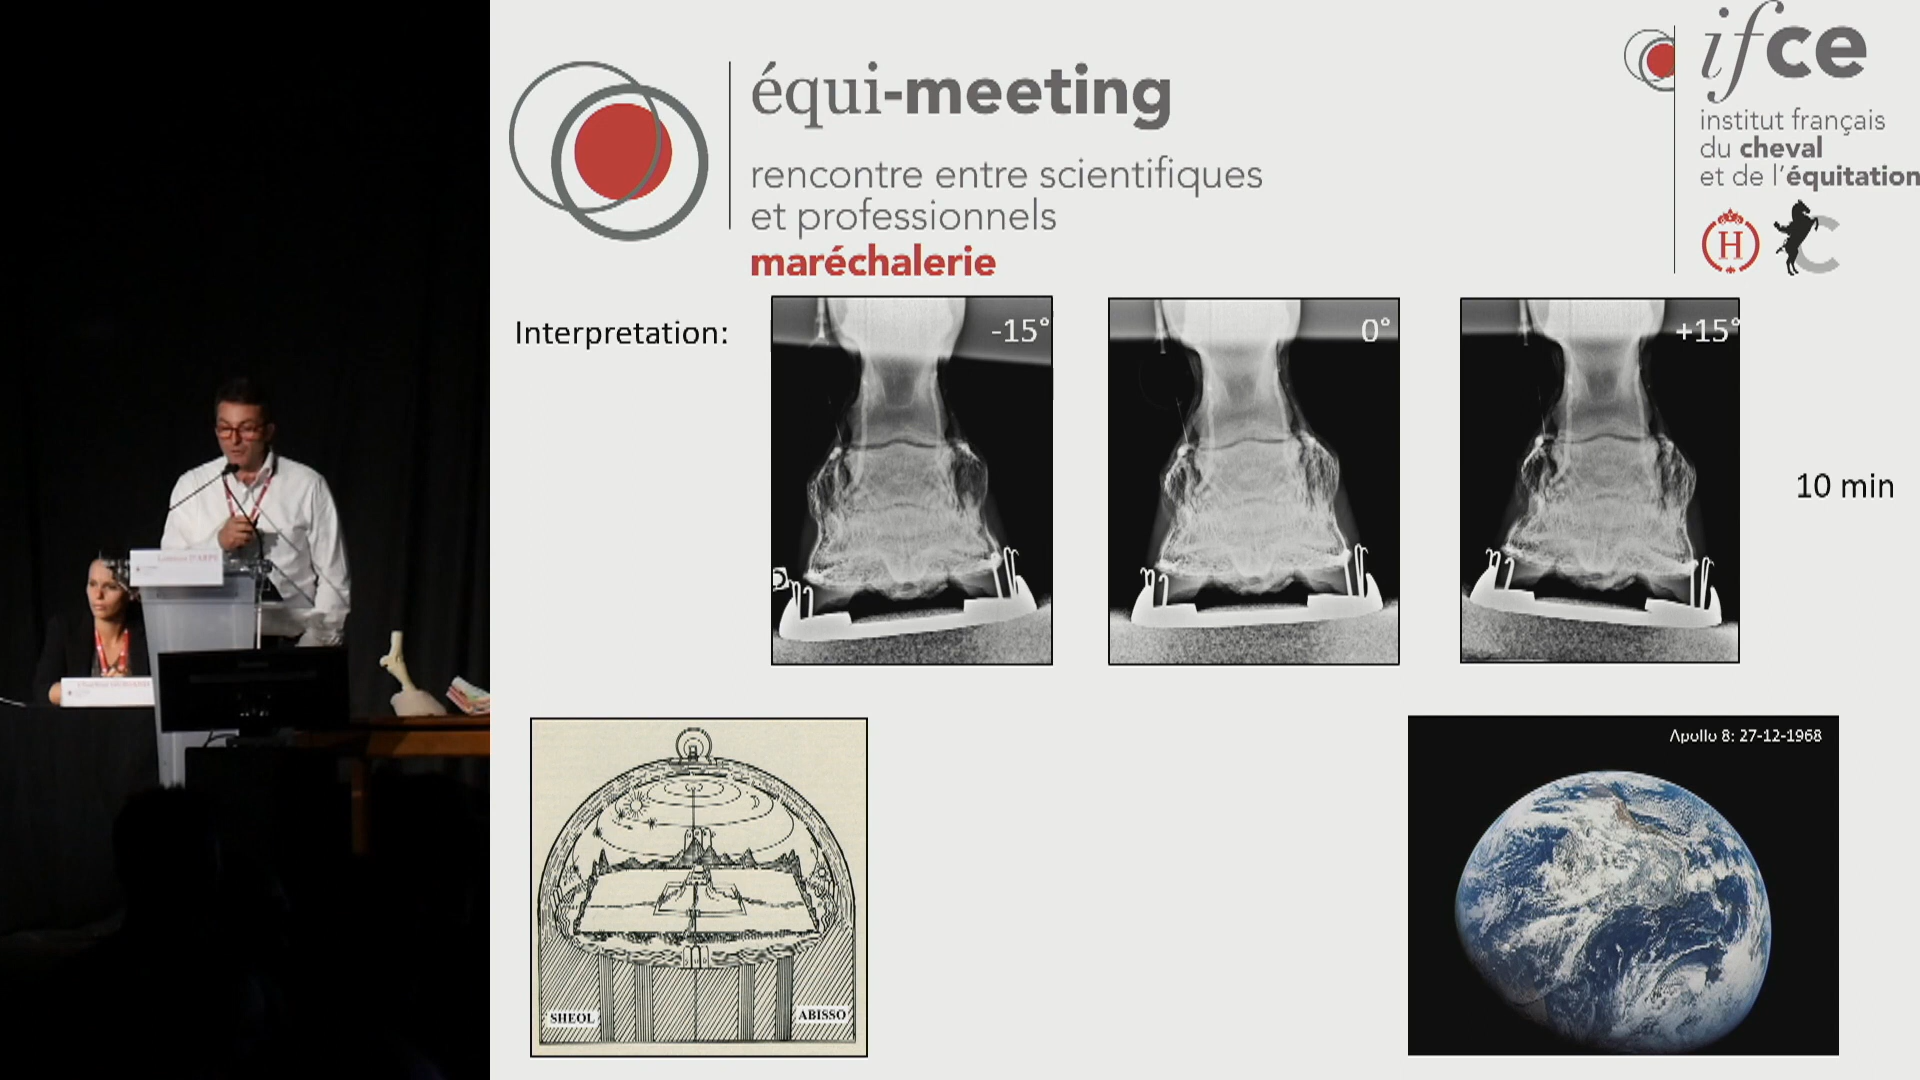 équi-meeting
rencontre entre scientifiques
et professionnels
maréchalerie
ifce
institut français
du cheval
et de l'équitation
H
C
Interpretation:
-15°
0°
+15°
10 min
SHEOL
ABISSO
Apollo 8: 27-12-1968